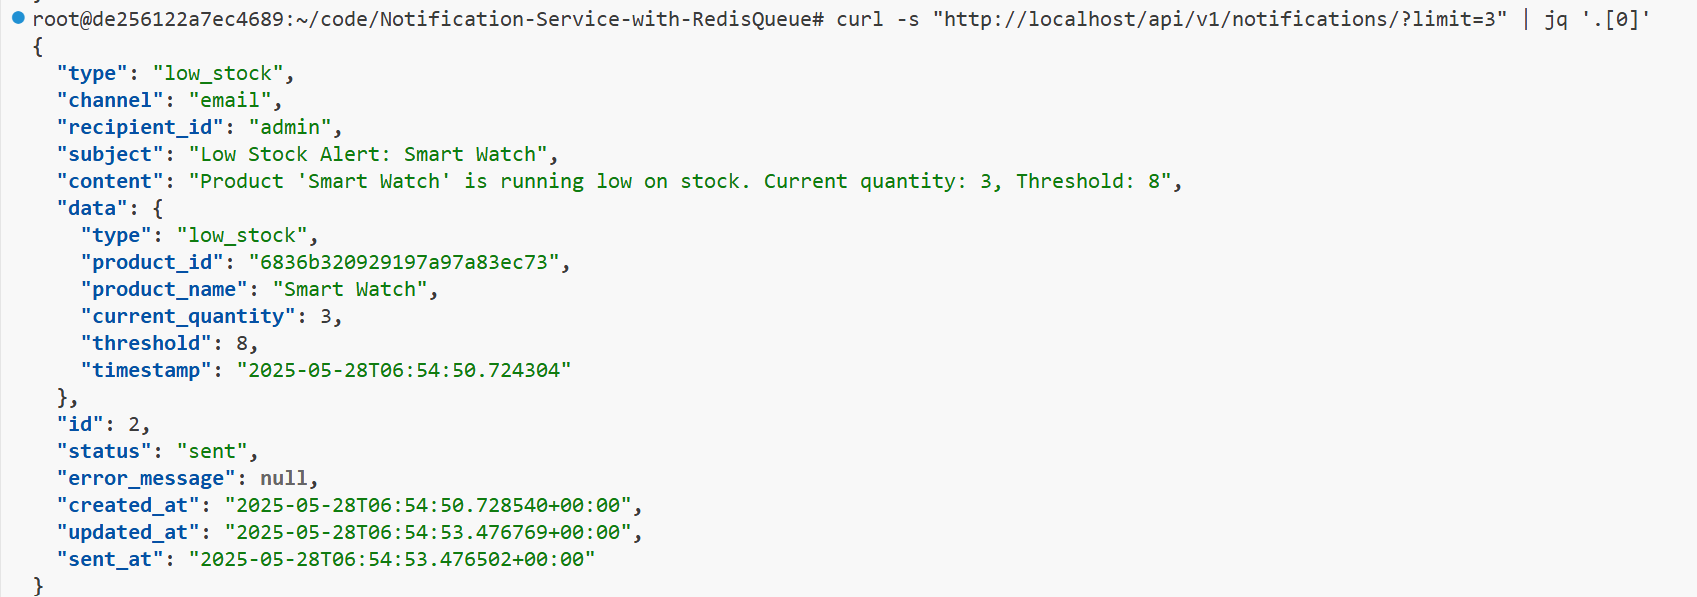 root@de256122a7ec4689:~/code/Notification-Service-with-RedisQueue# curl -s "http://localhost/api/v1/notifications/?limit=3" | jq '.[0]'
{
  "type": "low_stock",
  "channel": "email",
  "recipient_id": "admin",
  "subject": "Low Stock Alert: Smart Watch",
  "content": "Product 'Smart Watch' is running low on stock. Current quantity: 3, Threshold: 8",
  "data": {
    "type": "low_stock",
    "product_id": "6836b320929197a97a83ec73",
    "product_name": "Smart Watch",
    "current_quantity": 3,
    "threshold": 8,
    "timestamp": "2025-05-28T06:54:50.724304"
  },
  "id": 2,
  "status": "sent",
  "error_message": null,
  "created_at": "2025-05-28T06:54:50.728540+00:00",
  "updated_at": "2025-05-28T06:54:53.476769+00:00",
  "sent_at": "2025-05-28T06:54:53.476502+00:00"
}